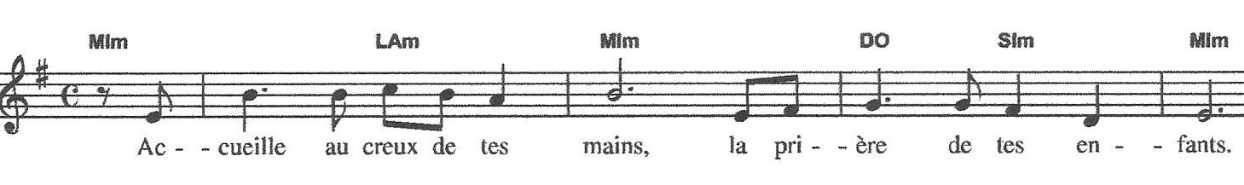 MIm LAm MIm DO SIm MIm
Ac - - cueille au creux de tes mains, la pri - - ère de tes en - - fants.